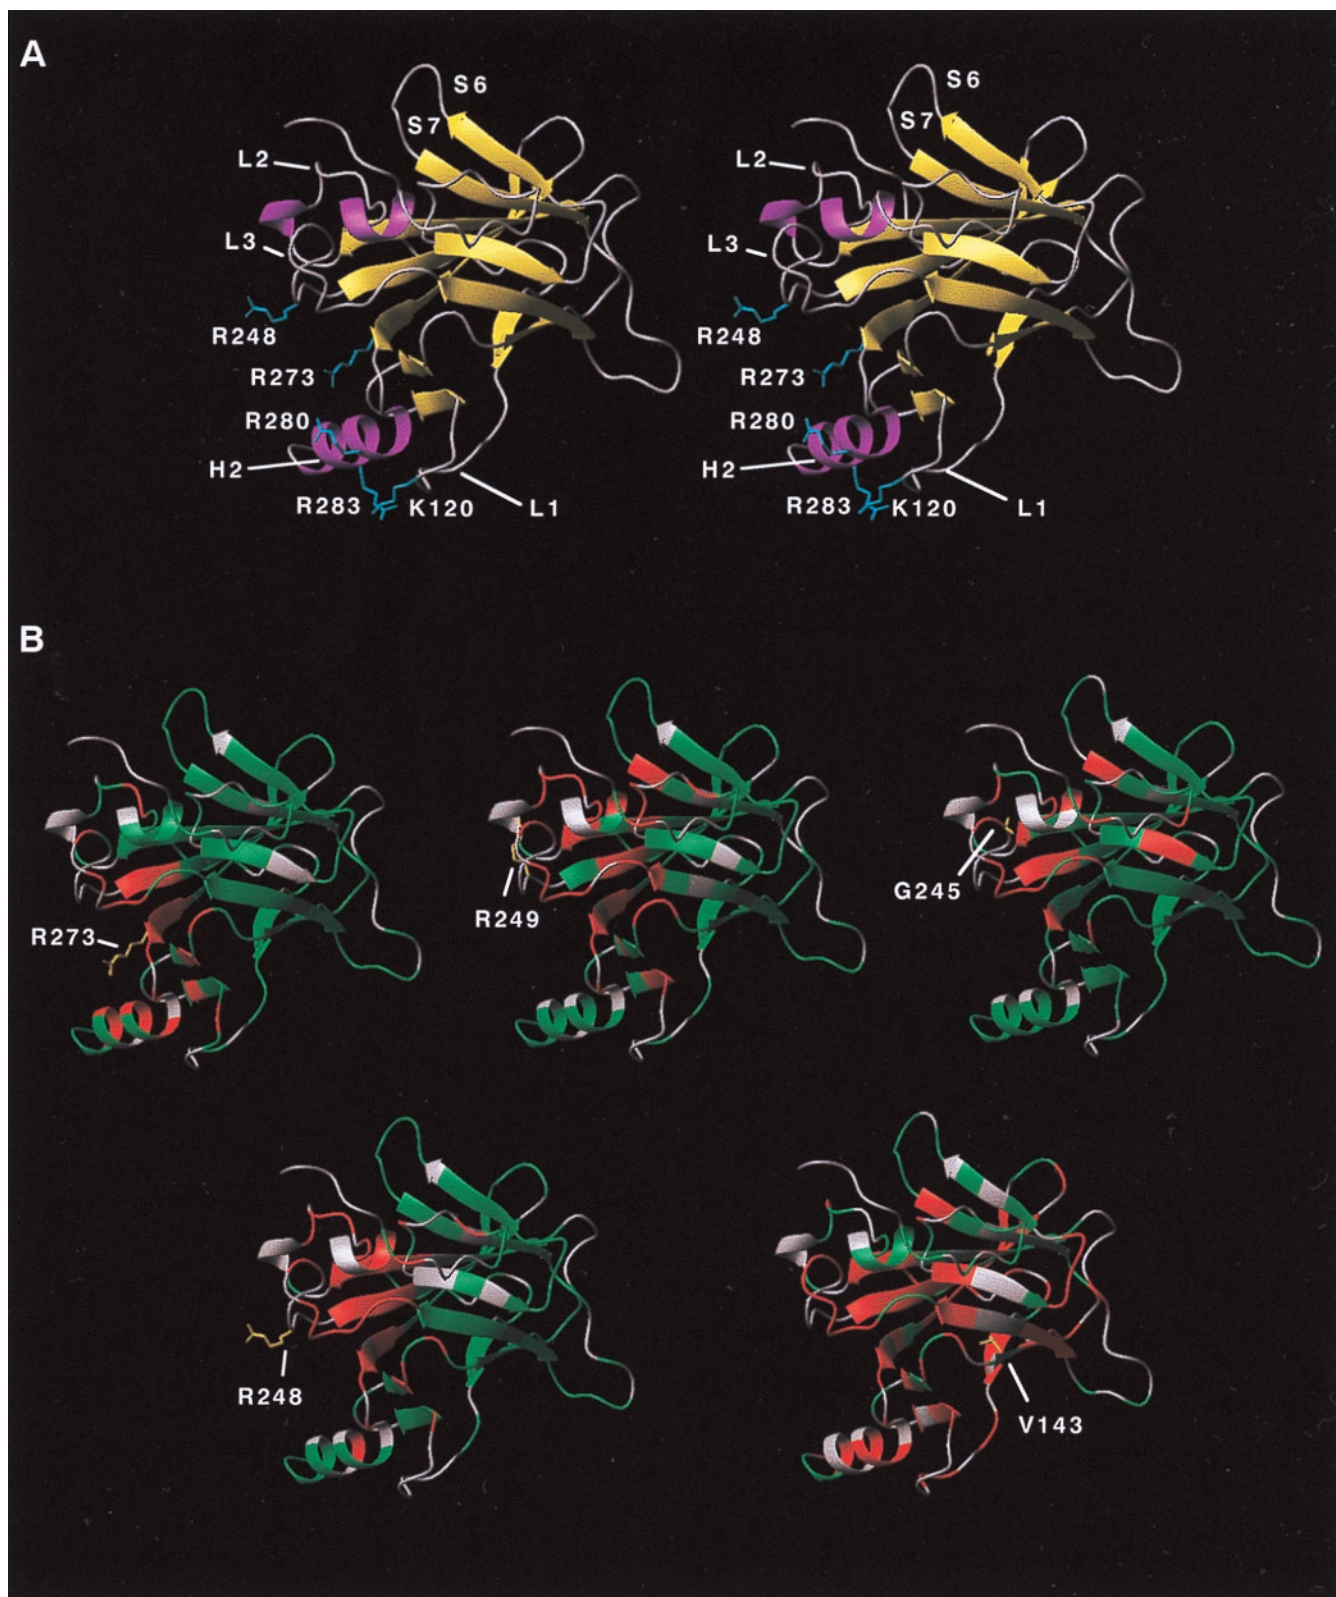 A
S6 S6
S7 S7
L2 L2
L3 L3
R248 R248
R273 R273
R280 R280
H2 H2
R283 K120 L1 R283 K120 L1
B
R273
R249
G245
R248
V143